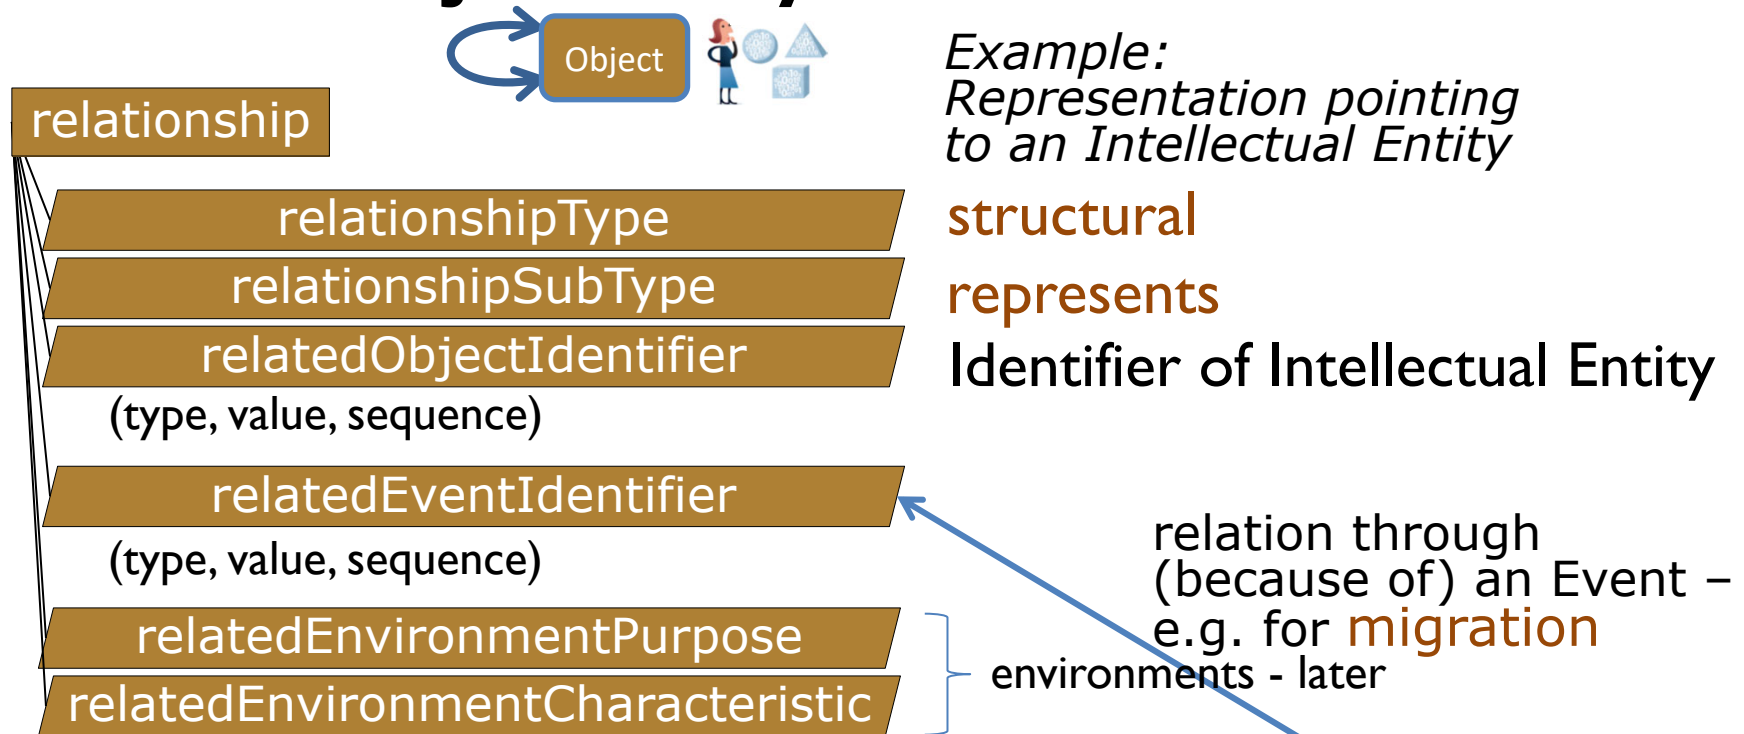 Object
Example:
Representation pointing
to an Intellectual Entity
relationship
relationshipType
structural
relationshipSubType
represents
relatedObjectIdentifier
Identifier of Intellectual Entity
(type, value, sequence)
relatedEventIdentifier
relation through
(because of) an Event –
e.g. for migration
(type, value, sequence)
relatedEnvironmentPurpose
environments - later
relatedEnvironmentCharacteristic